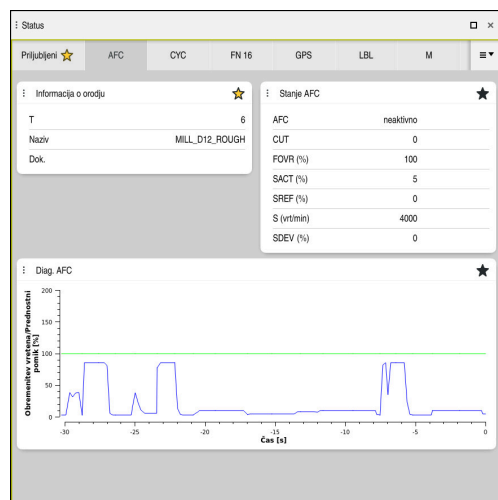 Status
Priljubljeni AFC CYC FN 16 GPS LBL M
Informacija o orodju
T 6
Naziv MILL_D12_ROUGH
Dok.
Stanje AFC
AFC neaktivno
CUT 0
FOVR (%) 100
SACT (%) 5
SREF (%) 0
S (vrt/min) 4000
SDEV (%) 0
Diag. AFC
Obremenitev vretena/Prednostni
pomik [%]
200
150
100
50
0
-30 -25 -20 -15 -10 -5 0
Čas [s]